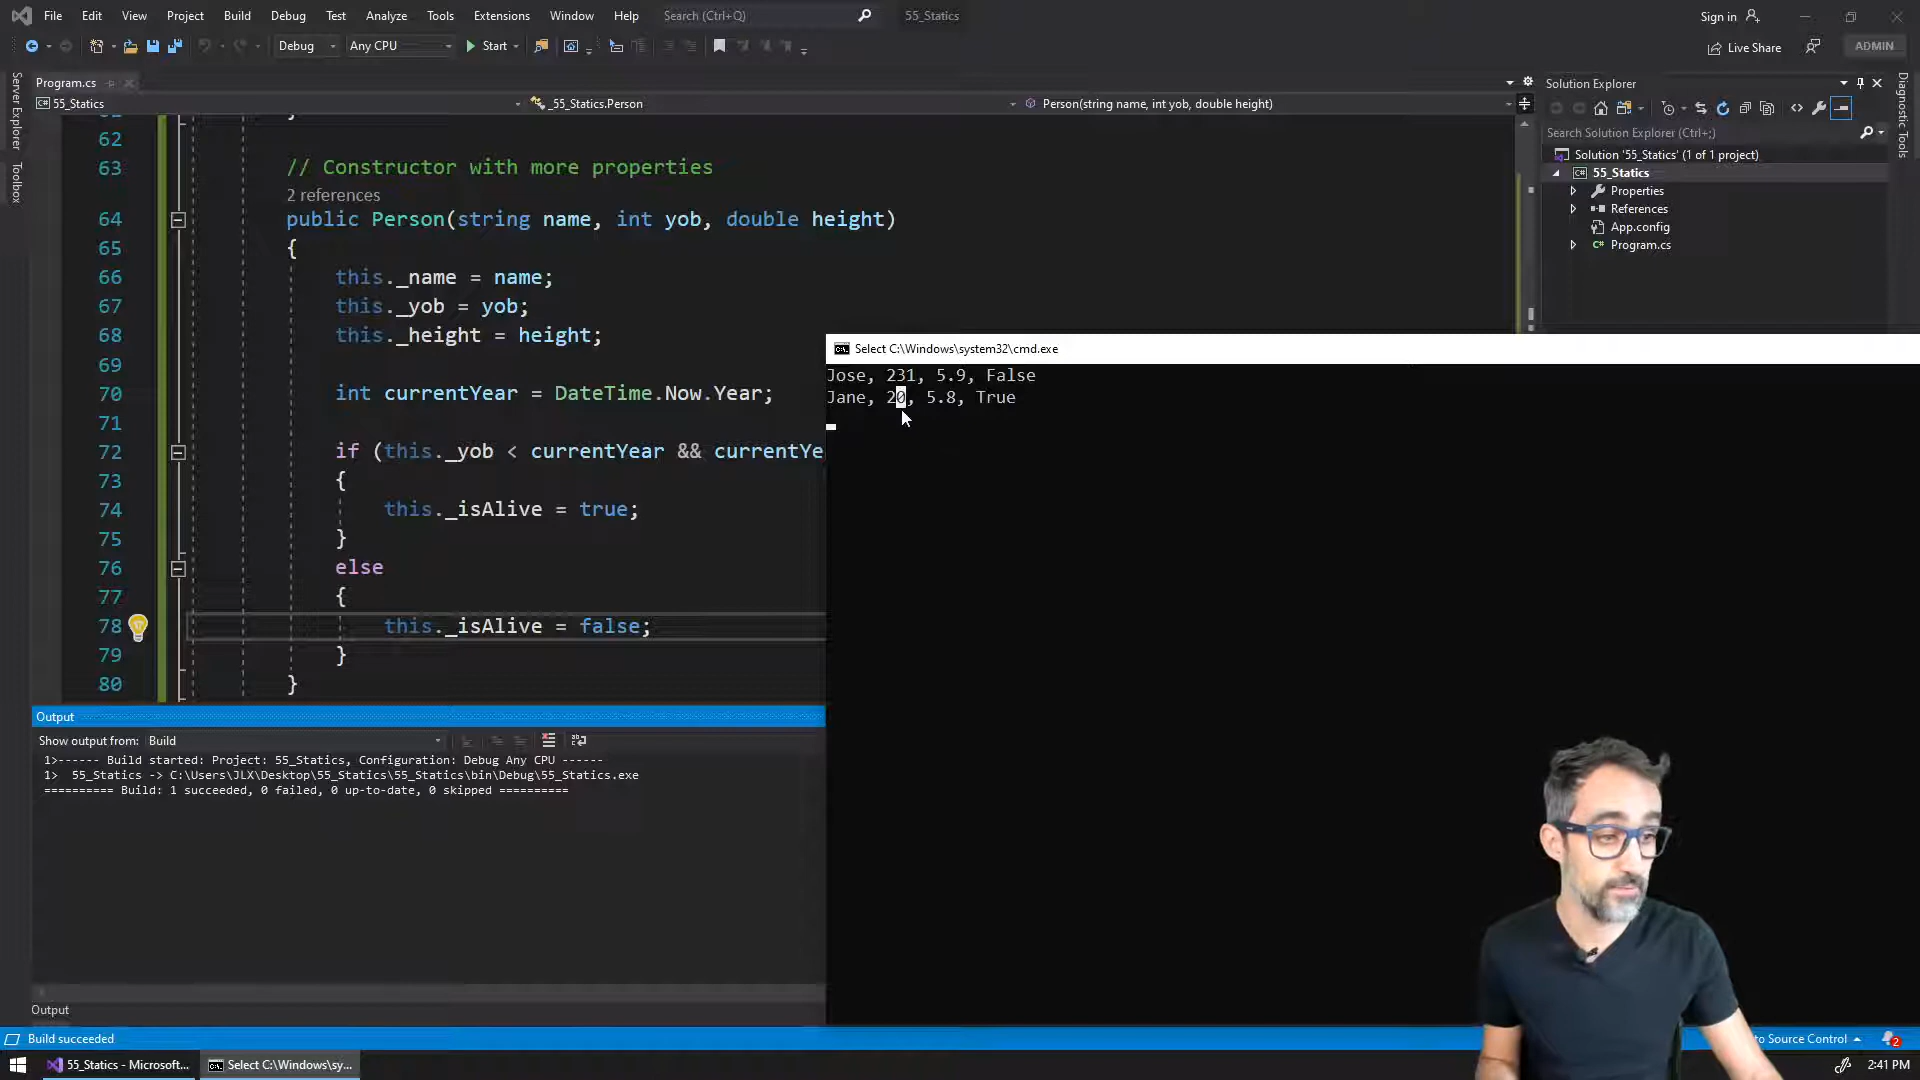 File Edit View Project Build Debug Test Analyze Tools Extensions Window Help Search (Ctrl+Q) 55_Statics Sign in
Debug Any CPU Start Live Share ADMIN
Server Explorer
Toolbox
Program.cs
55_Statics _55_Statics.Person Person(string name, int yob, double height)
62
63 // Constructor with more properties
2 references
64 public Person(string name, int yob, double height)
65 {
66 this._name = name;
67 this._yob = yob;
68 this._height = height;
69
70 int currentYear = DateTime.Now.Year;
71
72 if (this._yob < currentYear && currentYe
73 {
74 this._isAlive = true;
75 }
76 else
77 {
78 this._isAlive = false;
79 }
80 }
Solution Explorer
Search Solution Explorer (Ctrl+;)
Solution '55_Statics' (1 of 1 project)
55_Statics
Properties
References
App.config
Program.cs
Diagnostic Tools
Select C:\Windows\system32\cmd.exe
Jose, 231, 5.9, False
Jane, 20, 5.8, True
Output
Show output from: Build
1>------ Build started: Project: 55_Statics, Configuration: Debug Any CPU ------
1> 55_Statics -> C:\Users\JLX\Desktop\55_Statics\55_Statics\bin\Debug\55_Statics.exe
========== Build: 1 succeeded, 0 failed, 0 up-to-date, 0 skipped ==========
Output
Build succeeded to Source Control 2
55_Statics - Microsoft... Select C:\Windows\sy... 2:41 PM